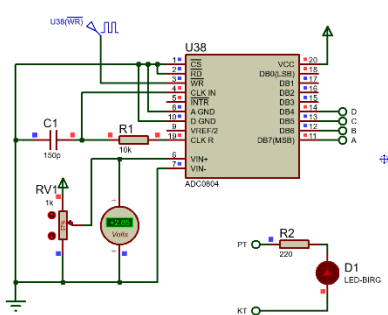 U38(WR)
U38
1 CS VCC 20
2 RD DB0(LSB) 18
3 WR DB1 17
4 CLK IN DB2 16
5 INTR DB3 15
8 A GND DB4 14 D
10 D GND DB5 13 C
9 VREF/2 DB6 12 B
19 CLK R DB7(MSB) 11 A
6 VIN+
7 VIN-
ADC0804
C1
150p
R1
10k
RV1
1k
Volts
PT
R2
220
D1
LED-BIRG
KT